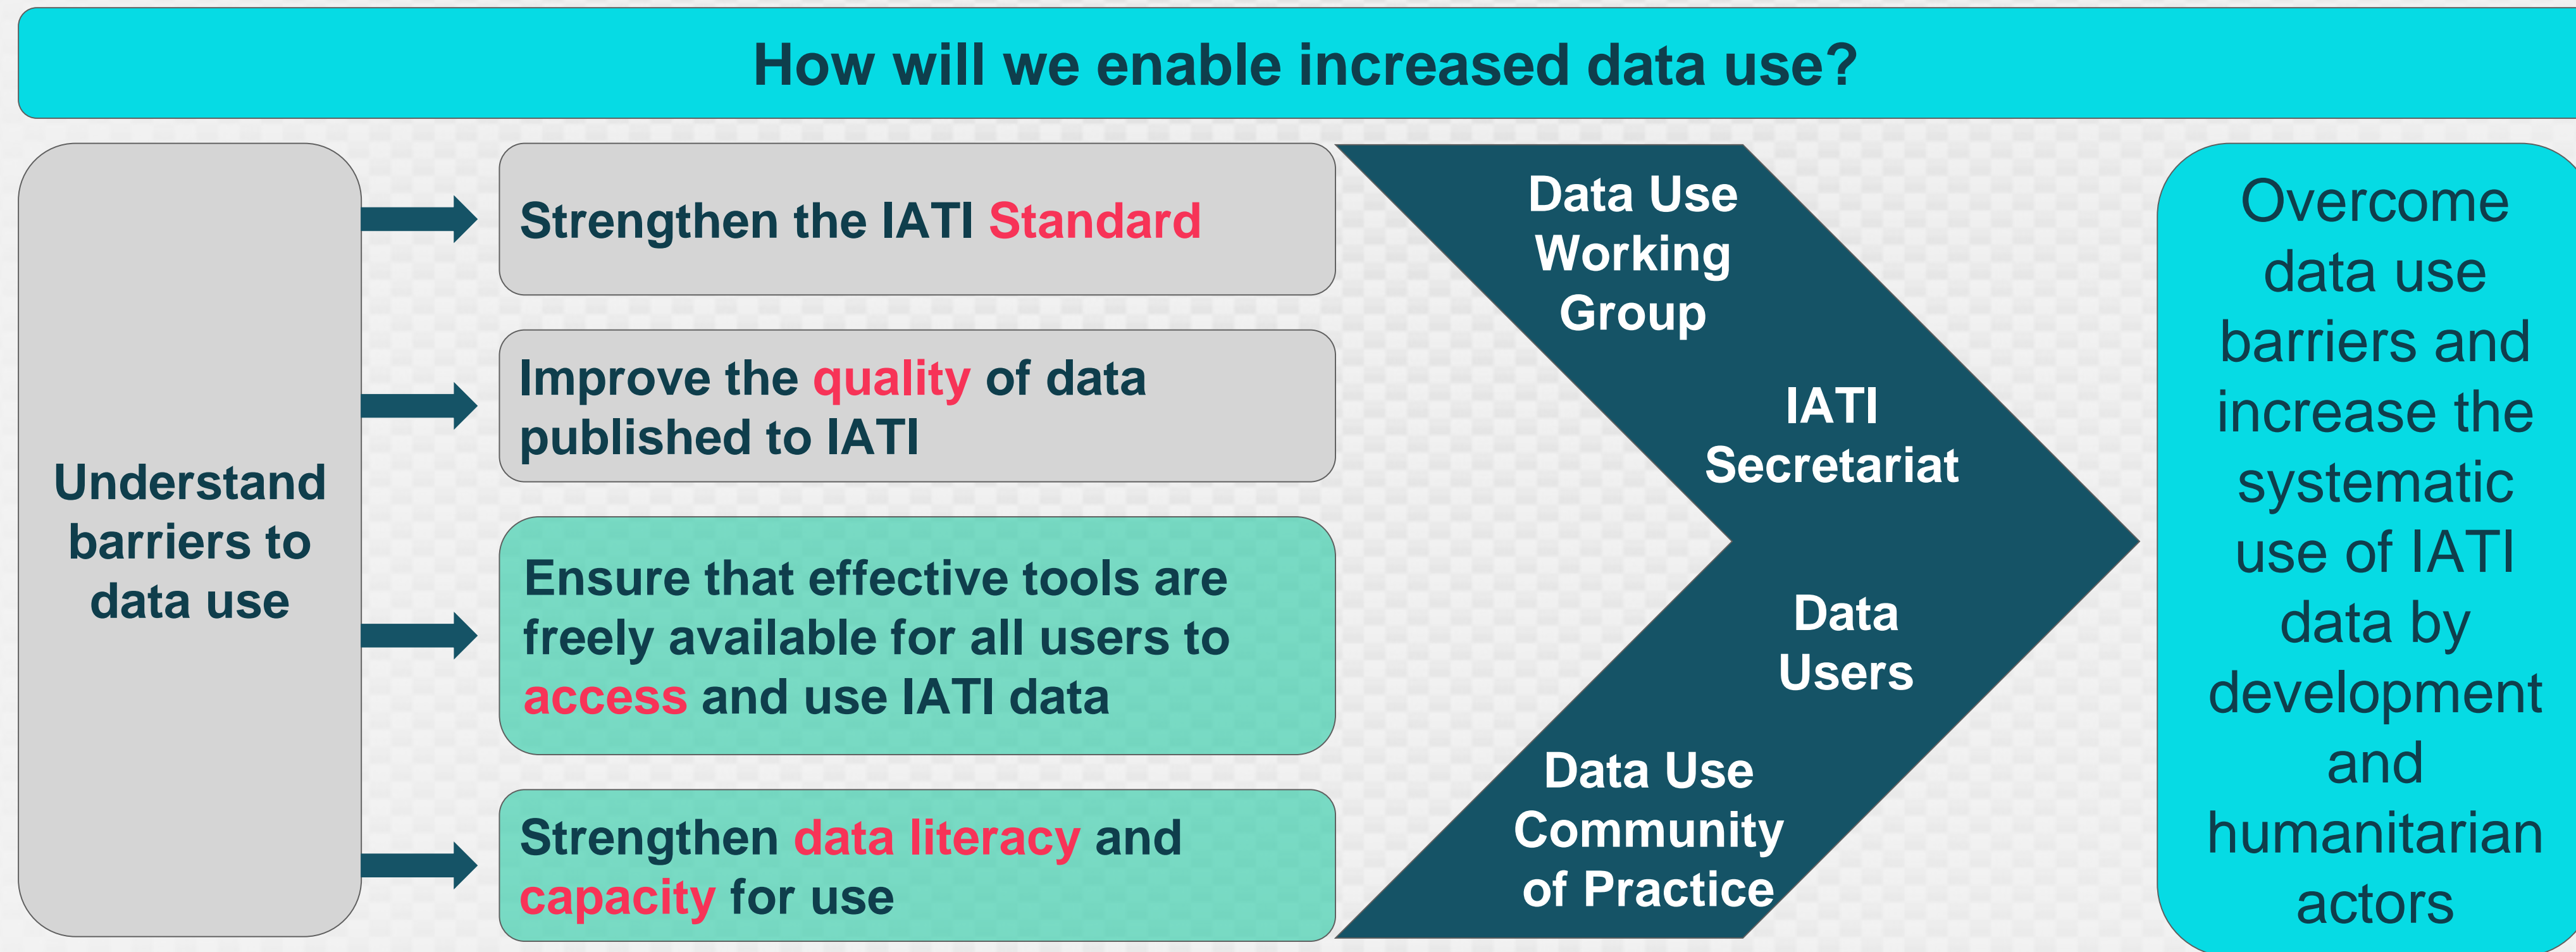 How will we enable increased data use?
Understand
barriers to
data use
Strengthen the IATI Standard
Improve the quality of data
published to IATI
Ensure that effective tools are
freely available for all users to
access and use IATI data
Strengthen data literacy and
capacity for use
Data Use
Working
Group
IATI
Secretariat
Data
Users
Data Use
Community
of Practice
Overcome
data use
barriers and
increase the
systematic
use of IATI
data by
development
and
humanitarian
actors